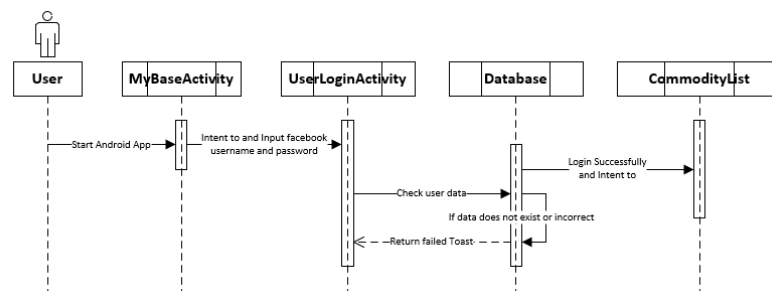 User
MyBaseActivity
UserLoginActivity
Database
CommodityList
Start Android App
Intent to and Input facebook
username and password
Login Successfully
and Intent to
Check user data
If data does not exist or incorrect
Return failed Toast